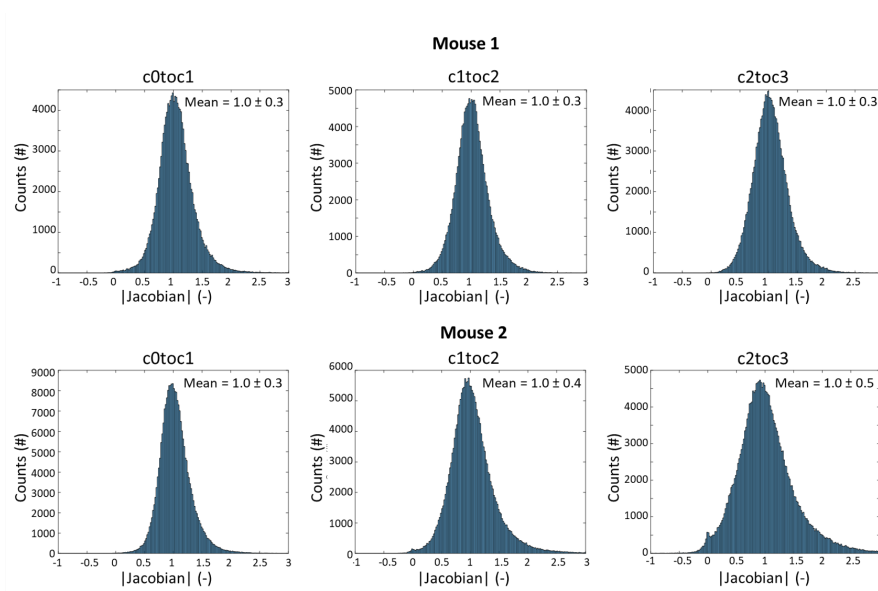 Mouse 1
c0toc1
c1toc2
c2toc3
Mean = 1.0 ± 0.3
Mean = 1.0 ± 0.3
Mean = 1.0 ± 0.3
Counts (#)
4000
3000
2000
1000
0
Counts (#)
5000
4000
3000
2000
1000
0
Counts (#)
4000
3000
2000
1000
0
-1 -0.5 0 0.5 1 1.5 2 2.5 3
-1 -0.5 0 0.5 1 1.5 2 2.5 3
-1 -0.5 0 0.5 1 1.5 2 2.5
|Jacobian| (-)
|Jacobian| (-)
|Jacobian| (-)
Mouse 2
c0toc1
c1toc2
c2toc3
Mean = 1.0 ± 0.3
Mean = 1.0 ± 0.4
Mean = 1.0 ± 0.5
Counts (#)
9000
8000
7000
6000
5000
4000
3000
2000
1000
0
Counts (#)
6000
5000
4000
3000
2000
1000
0
Counts (#)
5000
4000
3000
2000
1000
0
-1 -0.5 0 0.5 1 1.5 2 2.5 3
-1 -0.5 0 0.5 1 1.5 2 2.5 3
-1 -0.5 0 0.5 1 1.5 2 2.5
|Jacobian| (-)
|Jacobian| (-)
|Jacobian| (-)